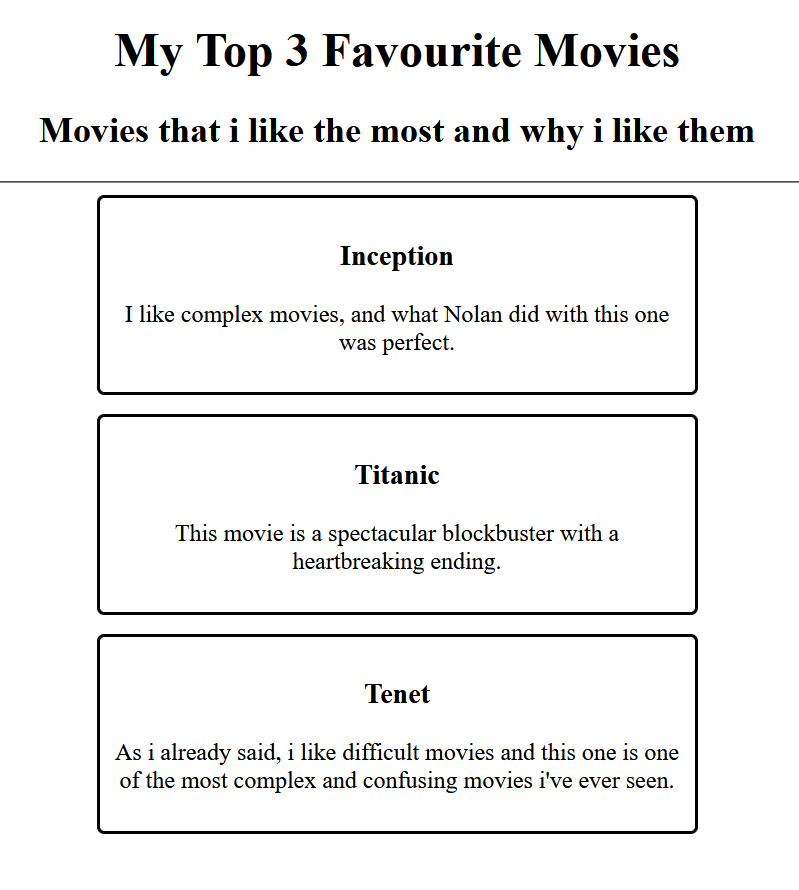 My Top 3 Favourite Movies
Movies that i like the most and why i like them
Inception
I like complex movies, and what Nolan did with this one
was perfect.
Titanic
This movie is a spectacular blockbuster with a
heartbreaking ending.
Tenet
As i already said, i like difficult movies and this one is one
of the most complex and confusing movies i've ever seen.